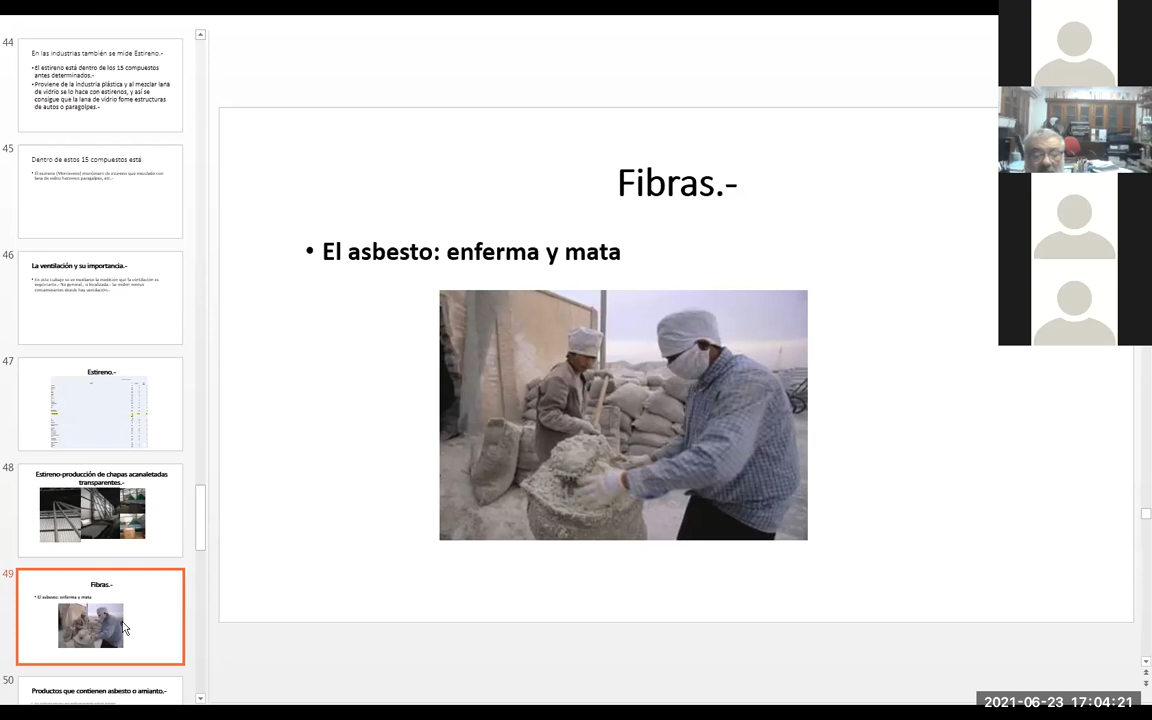 44
En las industrias también se mide Estireno.-
•El estireno está dentro de los 15 compuestos
antes determinados.-
•Proviene de la industria plástica y al mezclar lana
de vidrio se lo hace con estirenos, y así se
consigue que la lana de vidrio fome estructuras
de autos o paragolpes.-
45
Dentro de estos 15 compuestos está
46
La ventilación y su importancia.-
47
Estireno.-
48
Estireno-producción de chapas acanaletadas
transparentes.-
49
Fibras.-
• El asbesto: enferma y mata
50
Productos que contienen asbesto o amianto.-
Fibras.-
• El asbesto: enferma y mata
2021-06-23 17:04:21